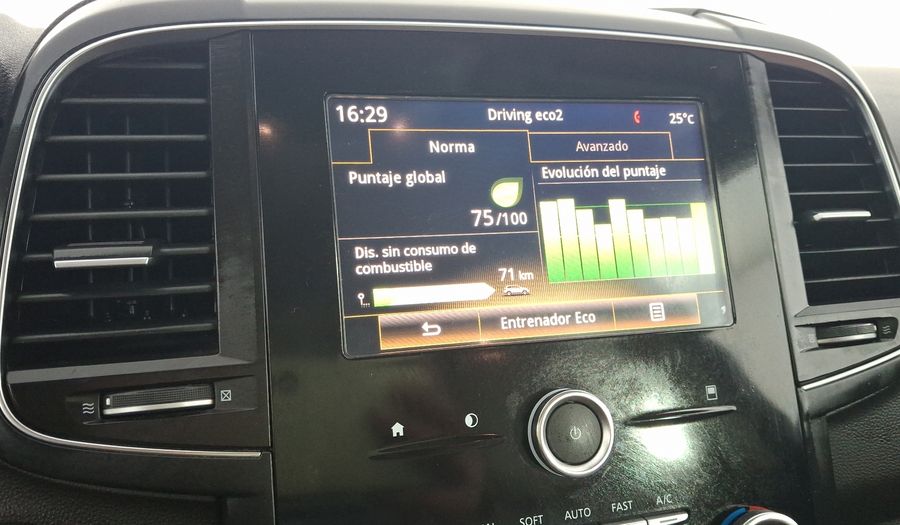 16:29
Driving eco2
25°C
Norma
Avanzado
Puntaje global
75/100
Evolución del puntaje
Dis. sin consumo de
combustible
71 km
Entrenador Eco
SOFT
AUTO
FAST
A/C